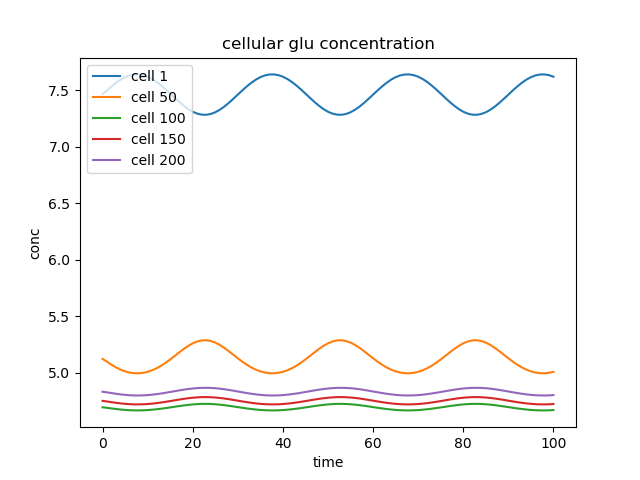 cellular glu concentration
cell 1
cell 50
cell 100
cell 150
cell 200
conc
7.5
7.0
6.5
6.0
5.5
5.0
0 20 40 60 80 100
time